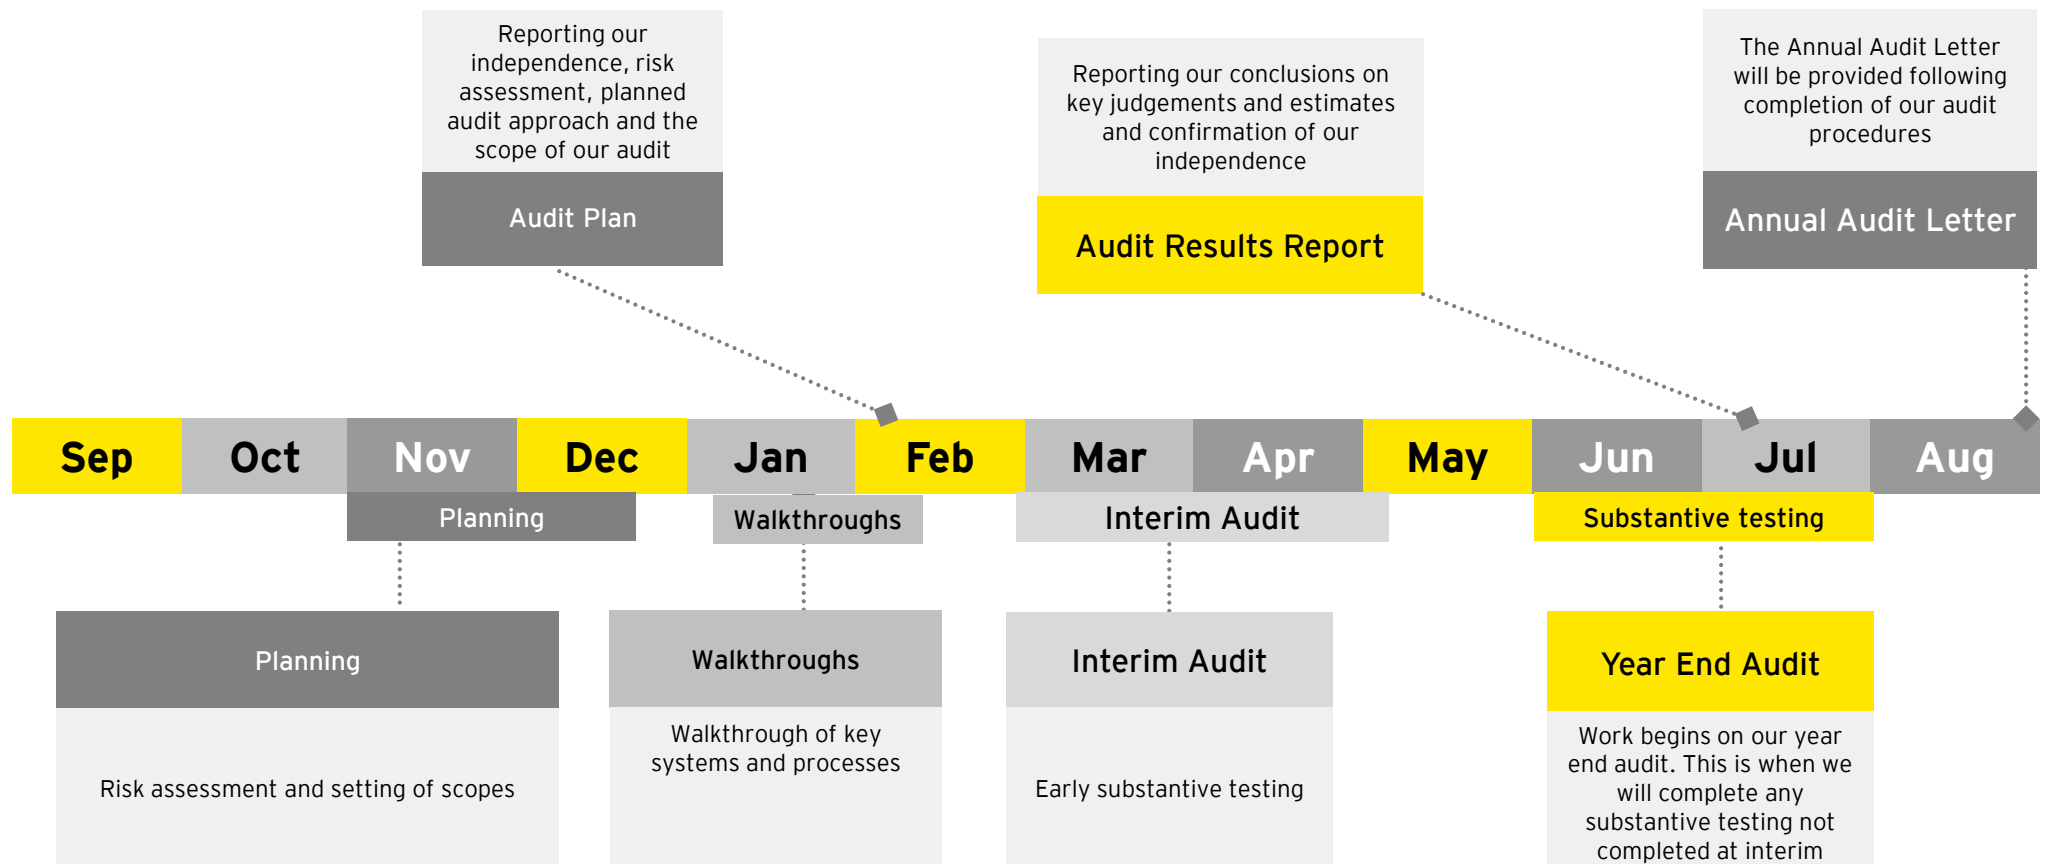 Reporting our
independence, risk
assessment, planned
audit approach and the
scope of our audit
Audit Plan
Reporting our conclusions on
key judgements and estimates
and confirmation of our
independence
Audit Results Report
The Annual Audit Letter
will be provided following
completion of our audit
procedures
Annual Audit Letter
Sep Oct Nov Dec Jan Feb Mar Apr May Jun Jul Aug
Planning Walkthroughs Interim Audit Substantive testing
Planning
Risk assessment and setting of scopes
Walkthroughs
Walkthrough of key
systems and processes
Interim Audit
Early substantive testing
Year End Audit
Work begins on our year
end audit. This is when we
will complete any
substantive testing not
completed at interim